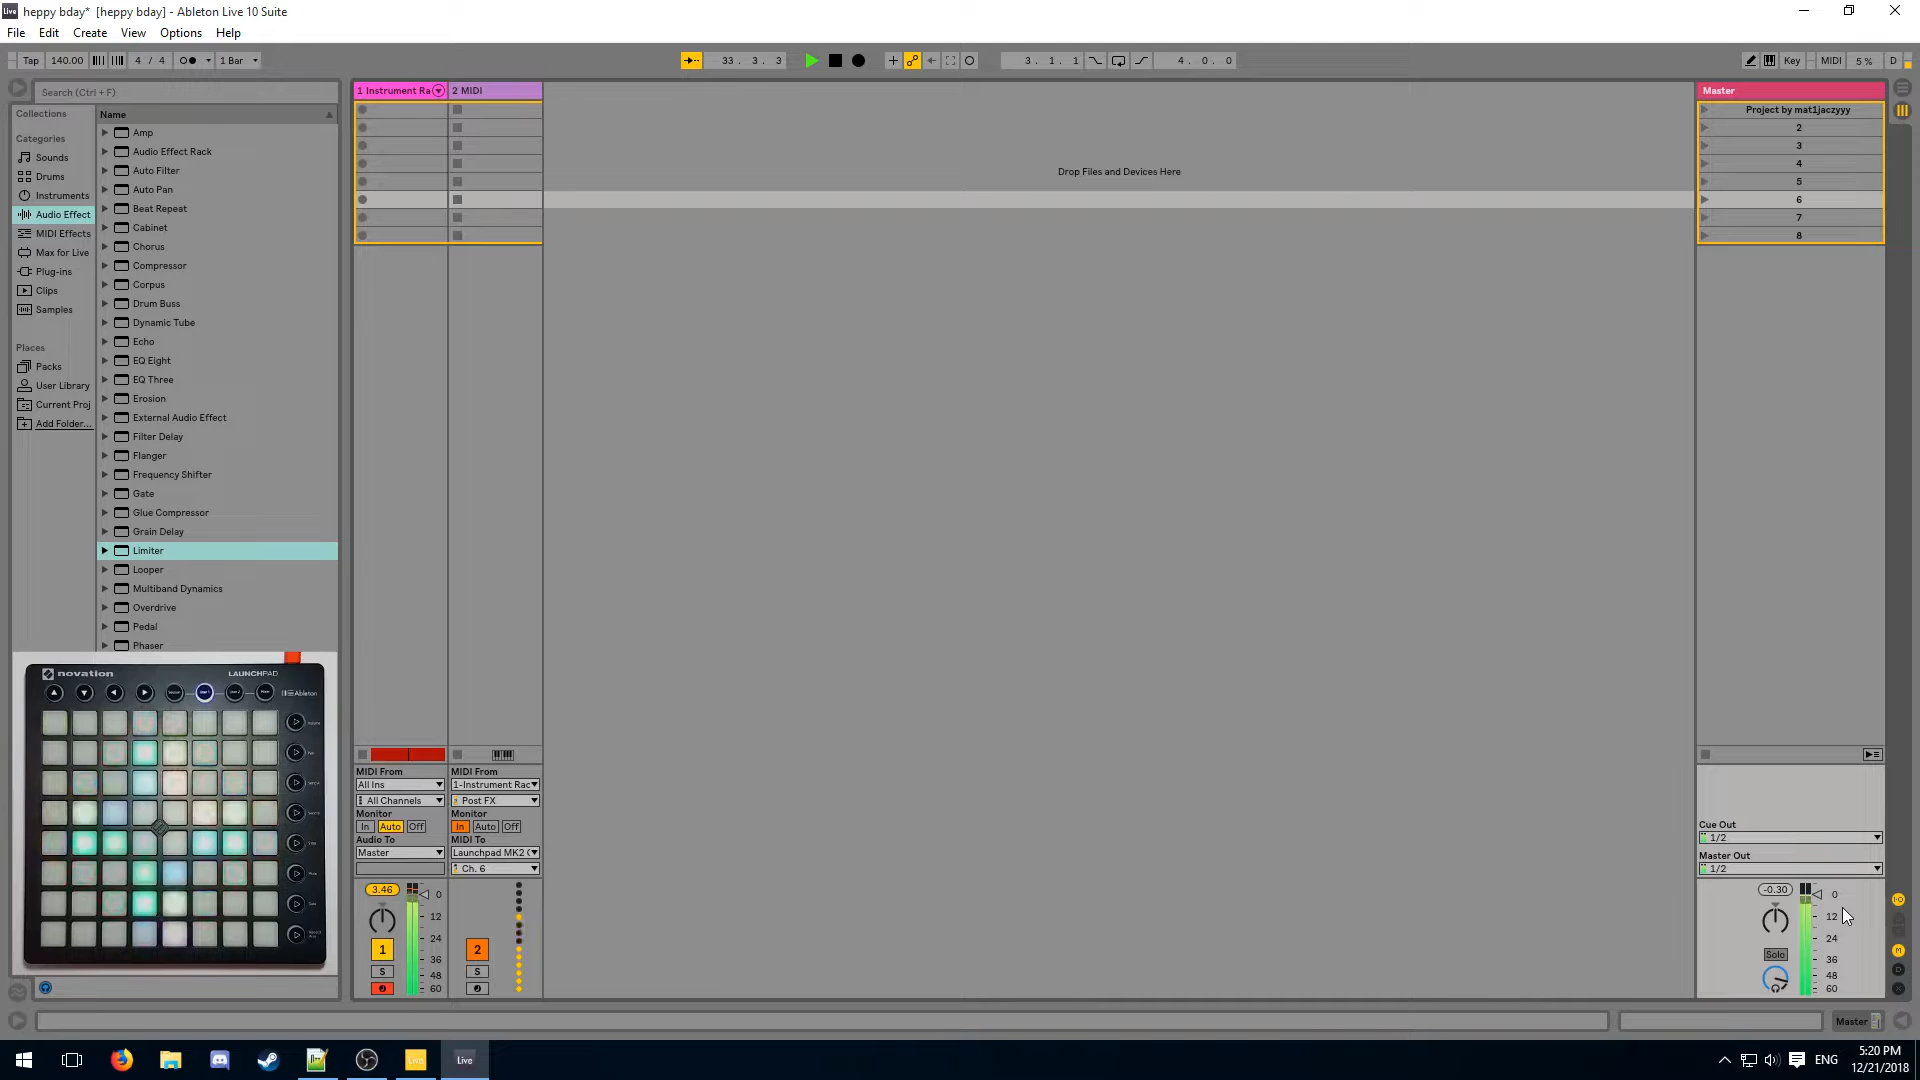 heppy bday*  [heppy bday] - Ableton Live 10 Suite
File Edit Create View Options Help
Tap 140.00 4 / 4 1 Bar 33 . 3 . 3 3 . 1 . 1 4 . 0 . 0 Key MIDI 5 % D
Search (Ctrl + F)
Collections
Categories
Sounds
Drums
Instruments
Audio Effect
MIDI Effects
Max for Live
Plug-ins
Clips
Samples
Places
Packs
User Library
Current Proj
Add Folder...
Name
Amp
Audio Effect Rack
Auto Filter
Auto Pan
Beat Repeat
Cabinet
Chorus
Compressor
Corpus
Drum Buss
Dynamic Tube
Echo
EQ Eight
EQ Three
Erosion
External Audio Effect
Filter Delay
Flanger
Frequency Shifter
Gate
Glue Compressor
Grain Delay
Limiter
Looper
Multiband Dynamics
Overdrive
Pedal
Phaser
novation LAUNCHPAD
Ableton
1 Instrument Ra 2 MIDI
Drop Files and Devices Here
Master
Project by mat1jaczyyy
2
3
4
5
6
7
8
MIDI From MIDI From
All Ins 1-Instrument Rac
All Channels Post FX
Monitor Monitor
In Auto Off In Auto Off
Audio To MIDI To
Master Launchpad MK2 (
Ch. 6
3.46 0
12
24
1 2 36
S S 48
60
Cue Out
1/2
Master Out
1/2
-0.30 0
12
24
Solo 36
48
60
Master
Live Live ENG
5:20 PM
12/21/2018